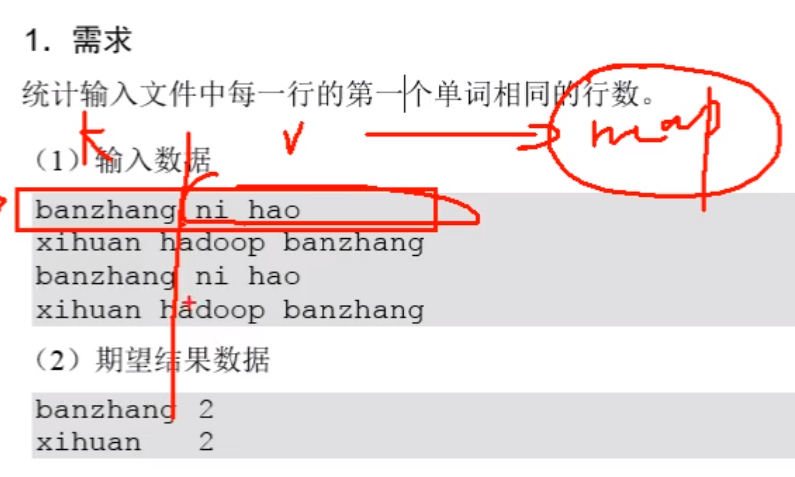 1. 需求
统计输入文件中每一行的第一个单词相同的行数。
K V map
（1）输入数据
banzhang ni hao
xihuan hadoop banzhang
banzhang ni hao
xihuan hadoop banzhang
（2）期望结果数据
banzhang 2
xihuan 2